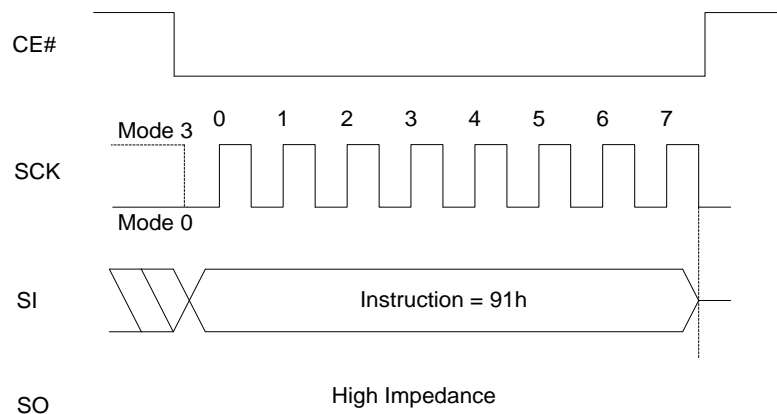 CE#
0 1 2 3 4 5 6 7
Mode 3
SCK
Mode 0
SI
Instruction = 91h
High Impedance
SO